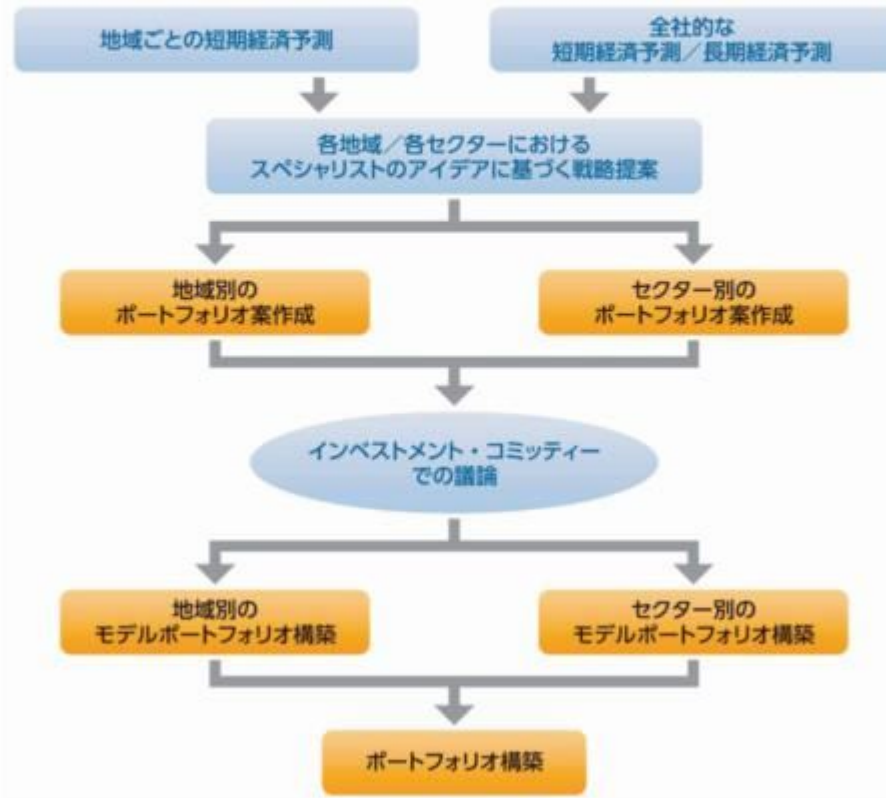 地域ごとの短期経済予測
全社的な
短期経済予測／長期経済予測
各地域／各セクターにおける
スペシャリストのアイデアに基づく戦略提案
地域別の
ポートフォリオ案作成
セクター別の
ポートフォリオ案作成
インベストメント・コミッティー
での議論
地域別の
モデルポートフォリオ構築
セクター別の
モデルポートフォリオ構築
ポートフォリオ構築